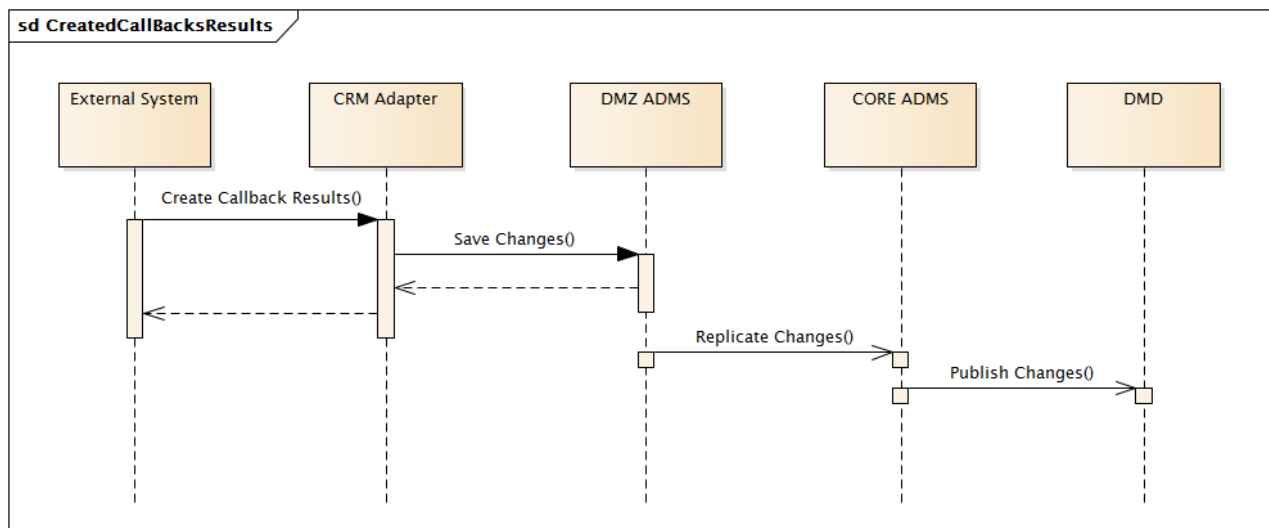 sd CreatedCallBacksResults
External System
CRM Adapter
DMZ ADMS
CORE ADMS
DMD
Create Callback Results()
Save Changes()
Replicate Changes()
Publish Changes()